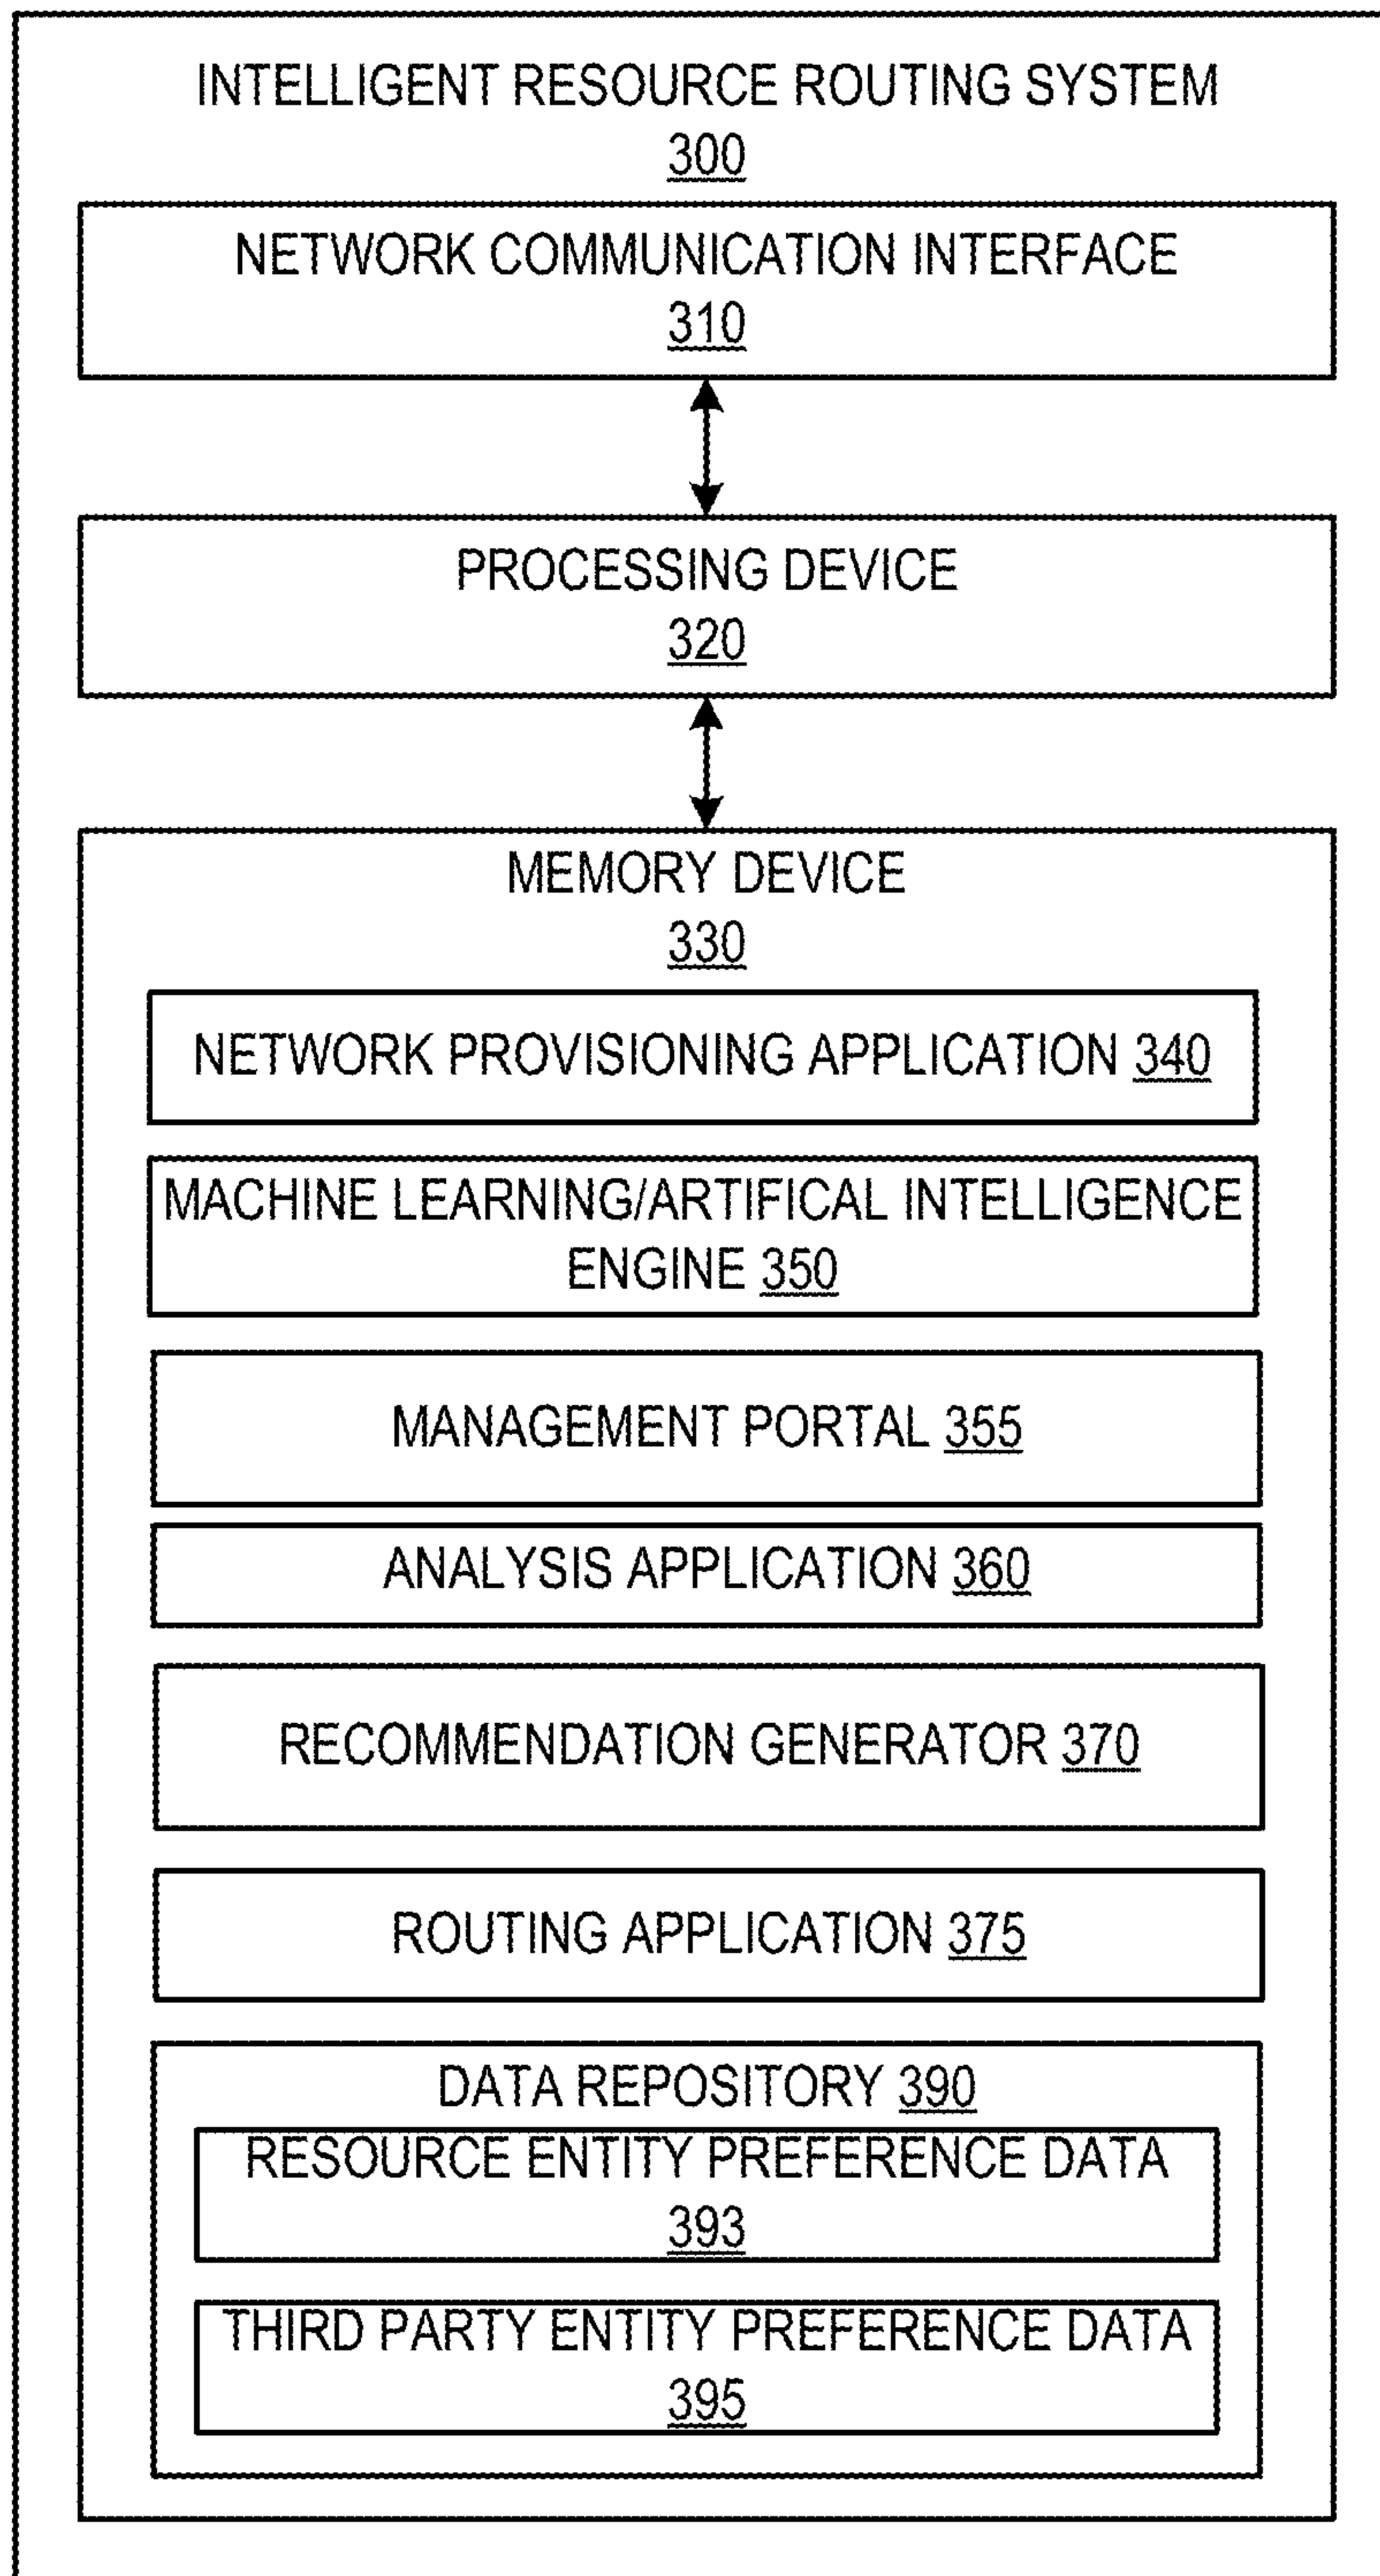 INTELLIGENT RESOURCE ROUTING SYSTEM
300
NETWORK COMMUNICATION INTERFACE
310
PROCESSING DEVICE
320
MEMORY DEVICE
330
NETWORK PROVISIONING APPLICATION 340
MACHINE LEARNING/ARTIFICAL INTELLIGENCE
ENGINE 350
MANAGEMENT PORTAL 355
ANALYSIS APPLICATION 360
RECOMMENDATION GENERATOR 370
ROUTING APPLICATION 375
DATA REPOSITORY 390
RESOURCE ENTITY PREFERENCE DATA
393
THIRD PARTY ENTITY PREFERENCE DATA
395